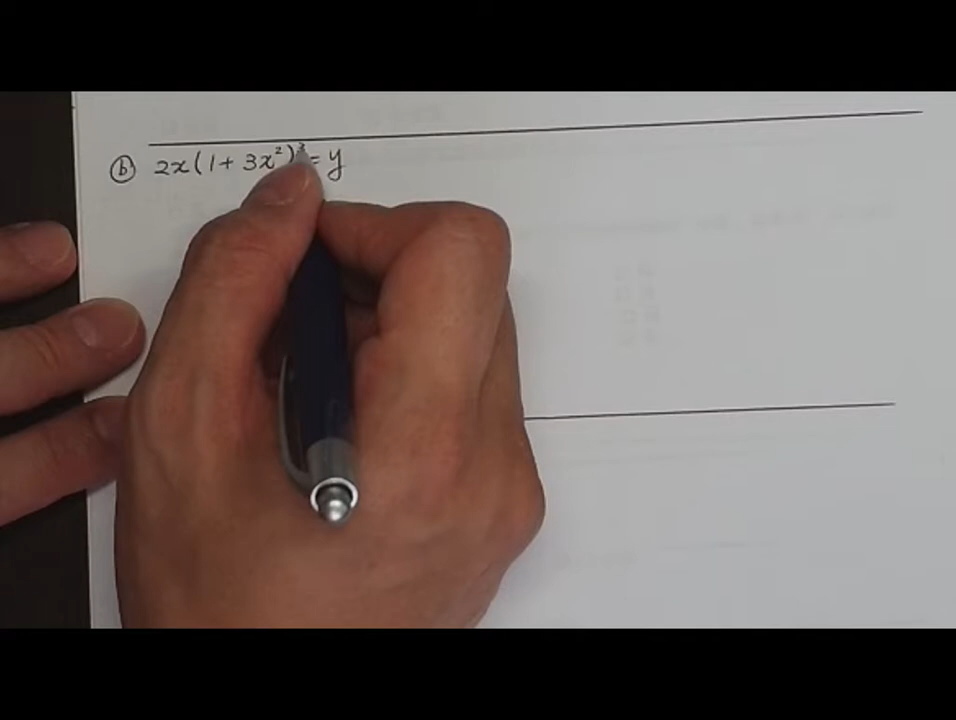 ⓑ 2x(1+ 3x²)³ = y